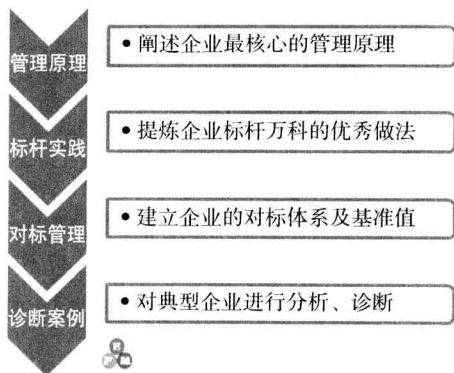 管理原理
• 阐述企业最核心的管理原理
标杆实践
• 提炼企业标杆万科的优秀做法
对标管理
• 建立企业的对标体系及基准值
诊断案例
• 对典型企业进行分析、诊断